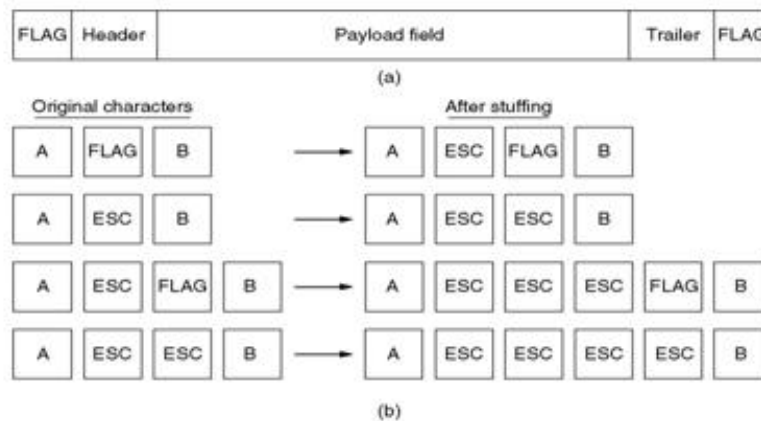 FLAG Header Payload field Trailer FLAG
(a)
Original characters After stuffing
A FLAG B A ESC FLAG B
A ESC B A ESC ESC B
A ESC FLAG B A ESC ESC ESC FLAG B
A ESC ESC B A ESC ESC ESC ESC B
(b)